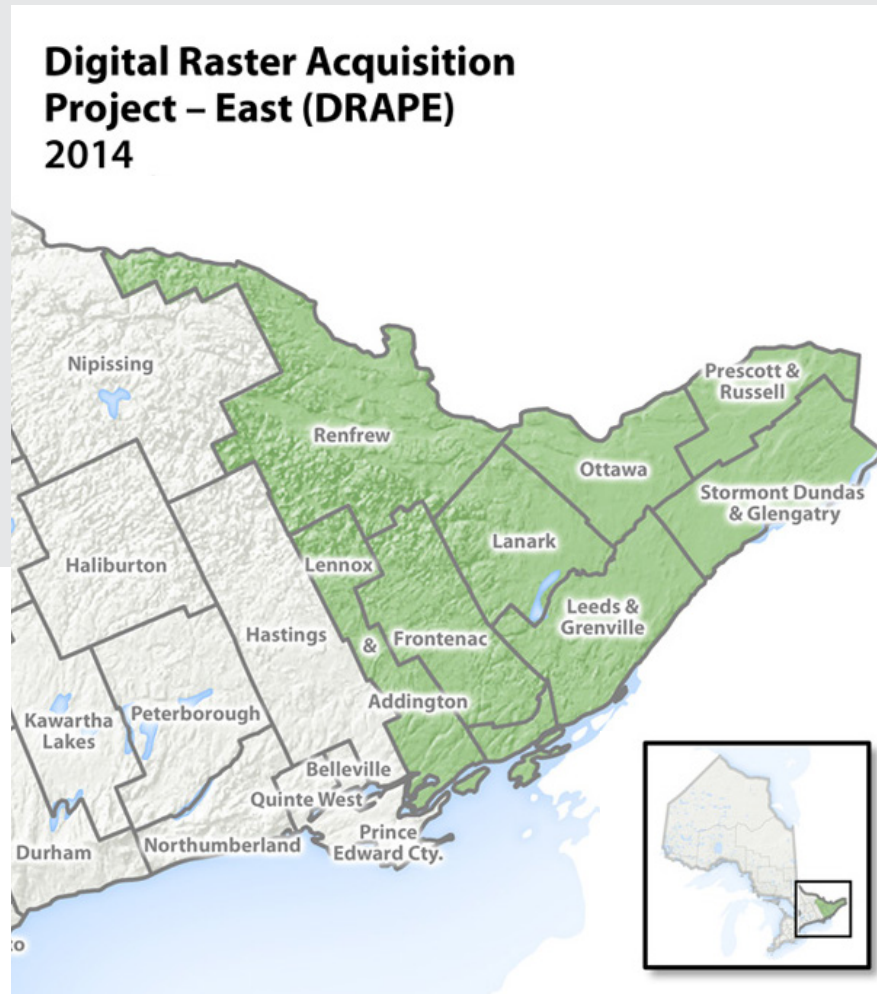 Digital Raster Acquisition
Project – East (DRAPE)
2014
Nipissing
Prescott &
Russell
Renfrew
Ottawa
Stormont Dundas
& Glengatry
Lanark
Haliburton
Lennox
Leeds &
Grenville
Hastings
&
Frontenac
Addington
Kawartha
Lakes
Peterborough
Belleville
Quinte West
Prince
Edward Cty.
Northumberland
Durham
to